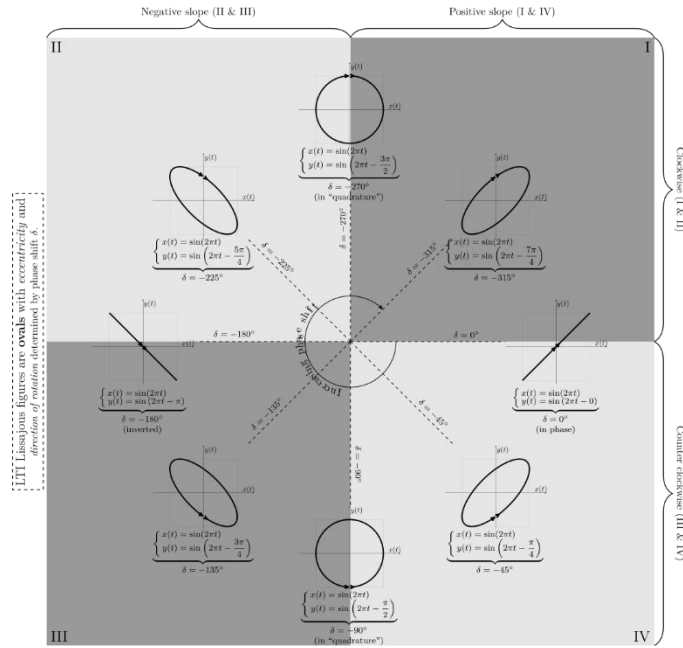 Negative slope (II & III)
Positive slope (I & IV)
II
I
y(t)
x(t)
{ x(t) = sin(2πt)
y(t) = sin (2πt − 3π/2)
δ = −270°
(in "quadrature")
δ = −270°
y(t)
x(t)
{ x(t) = sin(2πt)
y(t) = sin (2πt − 5π/4)
δ = −225°
δ = −225°
y(t)
x(t)
{ x(t) = sin(2πt)
y(t) = sin (2πt − 7π/4)
δ = −315°
δ = −315°
Clockwise (I & II)
LTI Lissajous figures are ovals with eccentricity and
direction of rotation determined by phase shift δ.
y(t)
x(t)
{ x(t) = sin(2πt)
y(t) = sin(2πt − π)
δ = −180°
(inverted)
δ = −180°
Increasing phase shift
δ = 0°
y(t)
x(t)
{ x(t) = sin(2πt)
y(t) = sin(2πt − 0)
δ = 0°
(in phase)
δ = −135°
δ = −45°
δ = −90°
y(t)
x(t)
{ x(t) = sin(2πt)
y(t) = sin (2πt − 3π/4)
δ = −135°
y(t)
x(t)
{ x(t) = sin(2πt)
y(t) = sin (2πt − π/4)
δ = −45°
Counter clockwise (III & IV)
y(t)
x(t)
{ x(t) = sin(2πt)
y(t) = sin (2πt − π/2)
δ = −90°
(in "quadrature")
III
IV